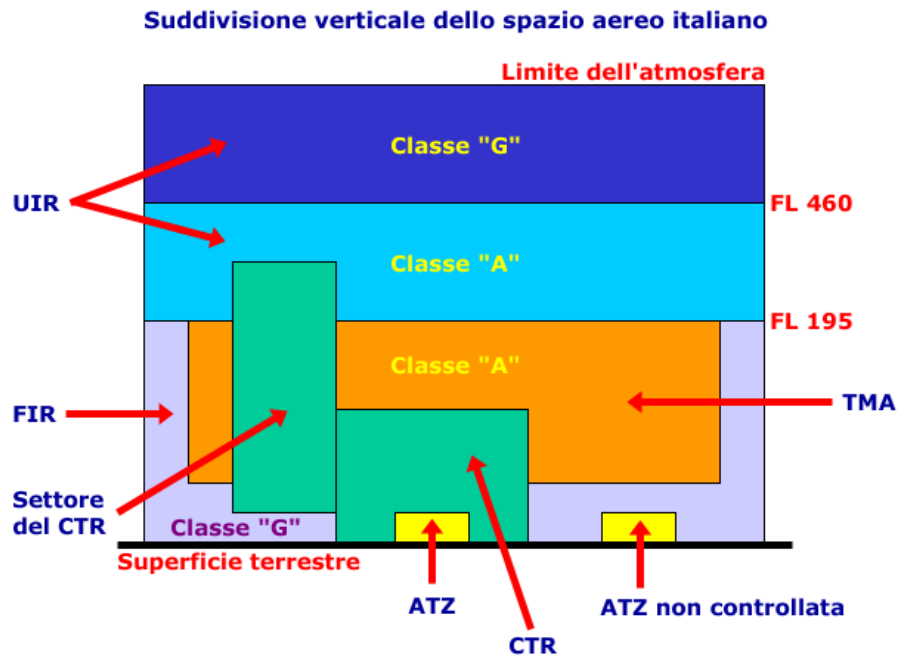 Suddivisione verticale dello spazio aereo italiano
Limite dell'atmosfera
Classe "G"
UIR
FL 460
Classe "A"
FL 195
Classe "A"
FIR
TMA
Settore
del CTR
Classe "G"
Superficie terrestre
ATZ
ATZ non controllata
CTR